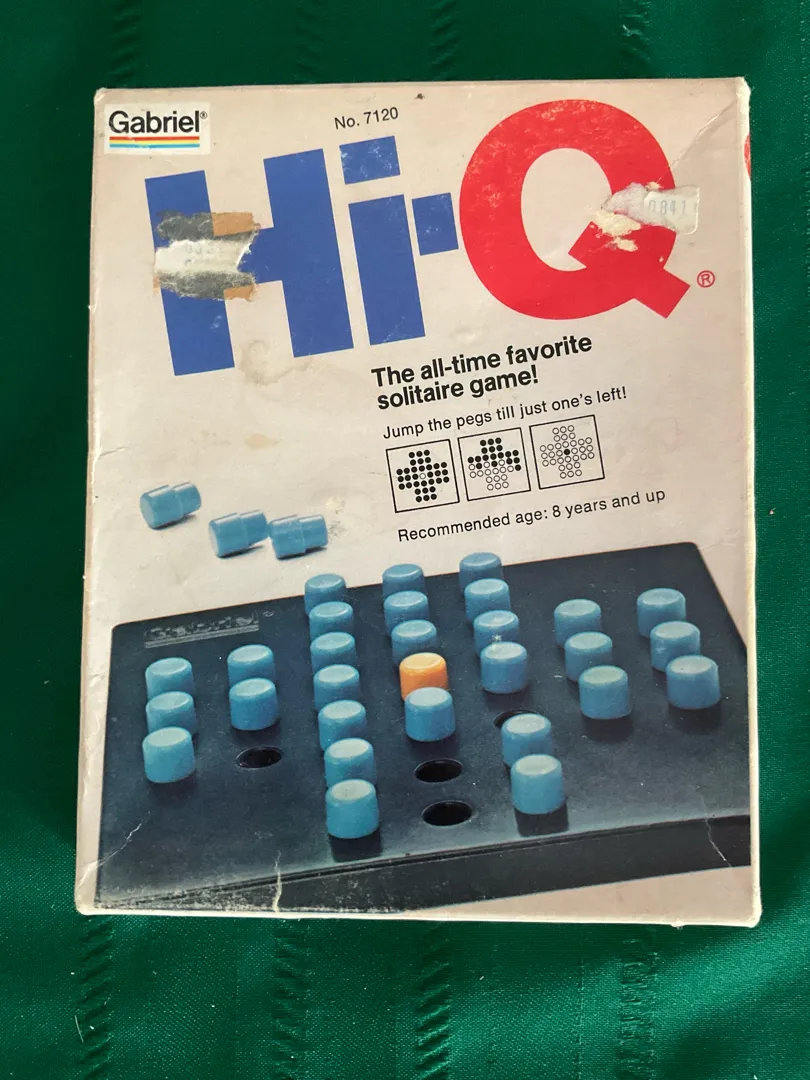 Gabriel®
No. 7120
Hi-Q®
The all-time favorite
solitaire game!
Jump the pegs till just one's left!
Recommended age: 8 years and up